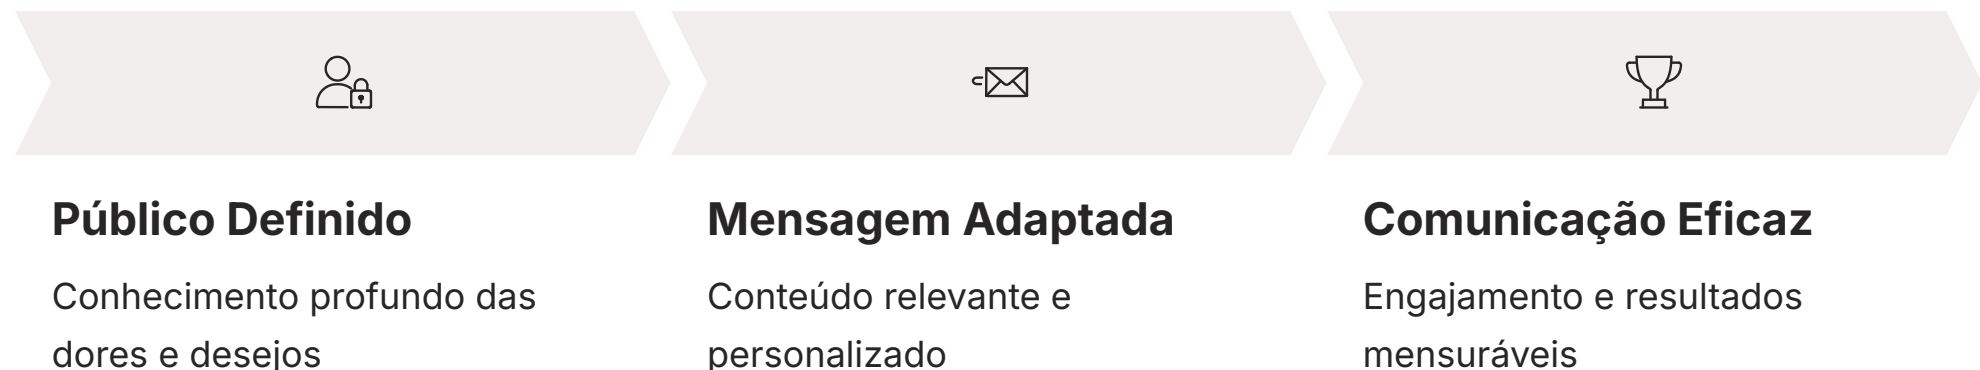 Público Definido
Conhecimento profundo das
dores e desejos
Mensagem Adaptada
Conteúdo relevante e
personalizado
Comunicação Eficaz
Engajamento e resultados
mensuráveis